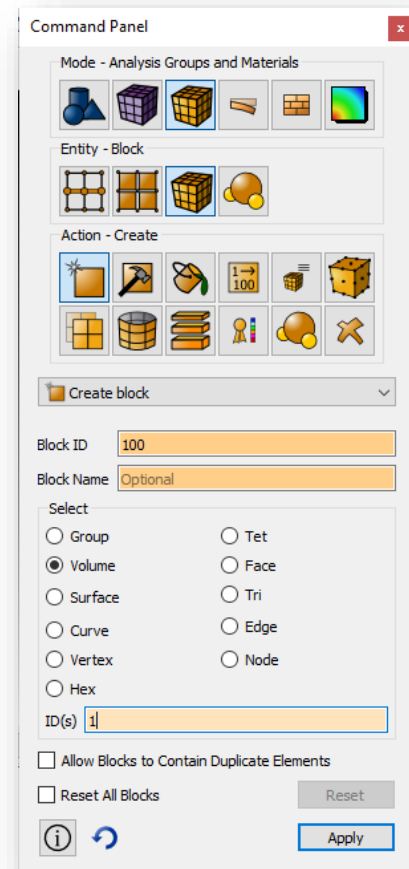 Command Panel
x
Mode - Analysis Groups and Materials
Entity - Block
Action - Create
1→
100
Create block
Block ID 100
Block Name Optional
Select
Group Tet
Volume Face
Surface Tri
Curve Edge
Vertex Node
Hex
ID(s) 1
Allow Blocks to Contain Duplicate Elements
Reset All Blocks Reset
i Apply